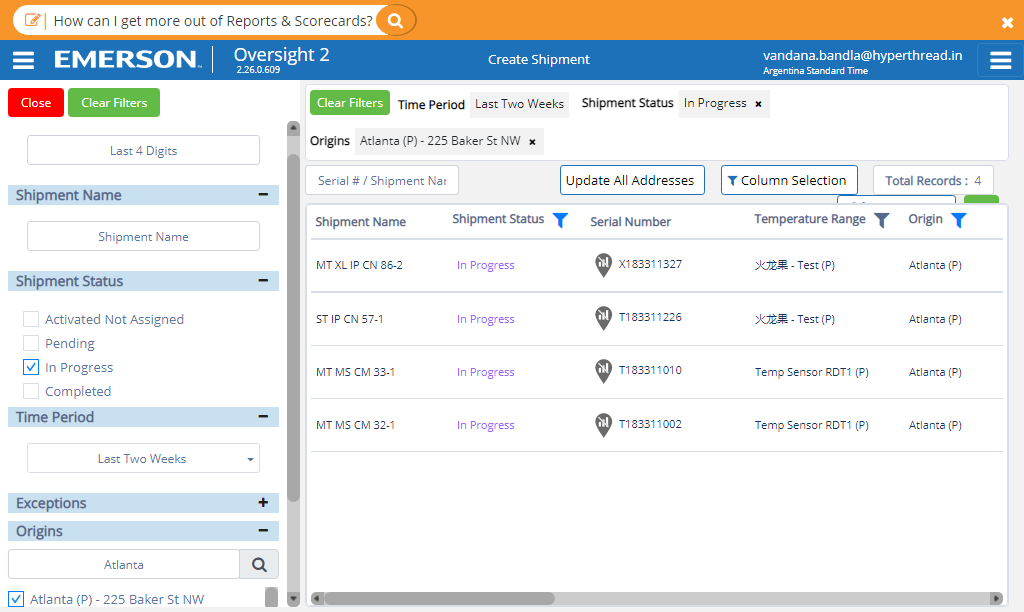 How can I get more out of Reports & Scorecards?
EMERSON
Oversight 2
2.26.0.609
Create Shipment
vandana.bandla@hyperthread.in
Argentina Standard Time
Close
Clear Filters
Last 4 Digits
Shipment Name
Shipment Name
Shipment Status
Activated Not Assigned
Pending
In Progress
Completed
Time Period
Last Two Weeks
Exceptions
Origins
Atlanta
Atlanta (P) - 225 Baker St NW
Clear Filters Time Period Last Two Weeks Shipment Status In Progress ×
Origins Atlanta (P) - 225 Baker St NW ×
Serial # / Shipment Nar Update All Addresses Column Selection Total Records : 4
Shipment Name Shipment Status Serial Number Temperature Range Origin
MT XL IP CN 86-2 In Progress X183311327 火龙果 - Test (P) Atlanta (P)
ST IP CN 57-1 In Progress T183311226 火龙果 - Test (P) Atlanta (P)
MT MS CM 33-1 In Progress T183311010 Temp Sensor RDT1 (P) Atlanta (P)
MT MS CM 32-1 In Progress T183311002 Temp Sensor RDT1 (P) Atlanta (P)